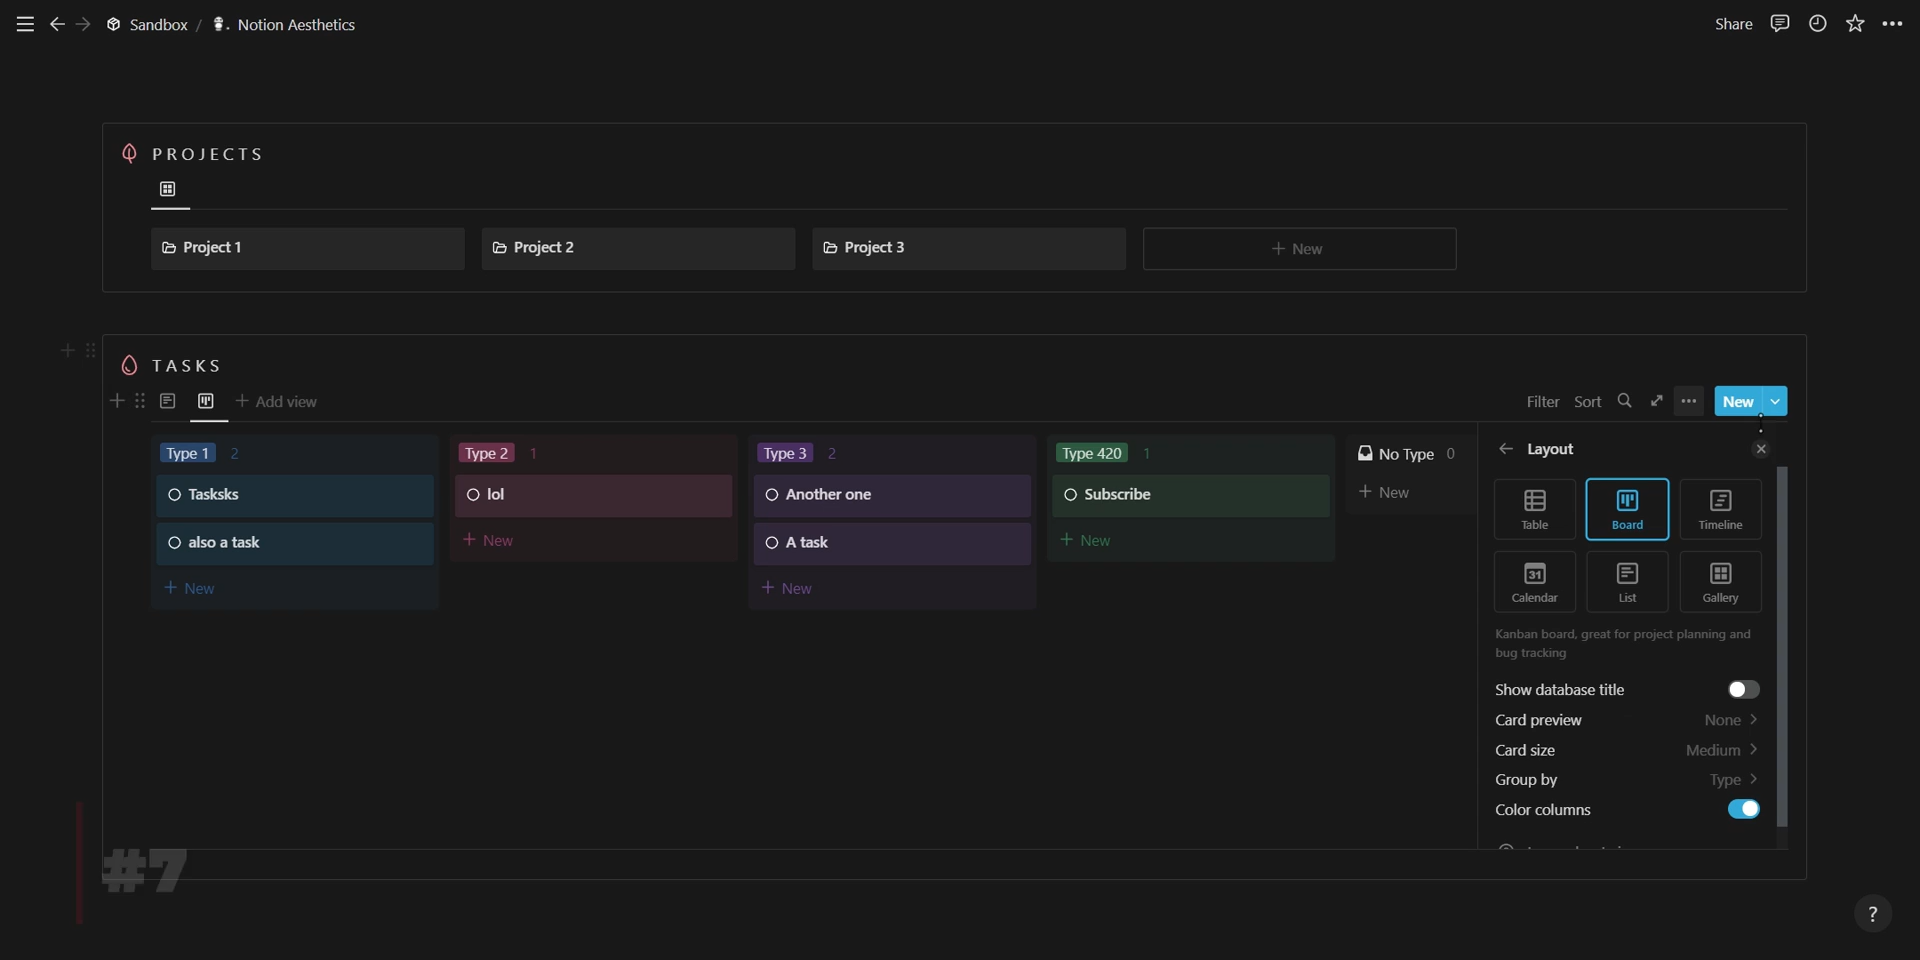 Sandbox / Notion Aesthetics
Share
PROJECTS
Project 1
Project 2
Project 3
+ New
TASKS
+ Add view
Filter Sort
New
Type 1 2
Tasksks
also a task
+ New
Type 2 1
lol
+ New
Type 3 2
Another one
A task
+ New
Type 420 1
Subscribe
+ New
No Type 0
+ New
Layout
Table
Board
Timeline
31
Calendar
List
Gallery
Kanban board, great for project planning and
bug tracking
Show database title
Card preview None
Card size Medium
Group by Type
Color columns
#7
?